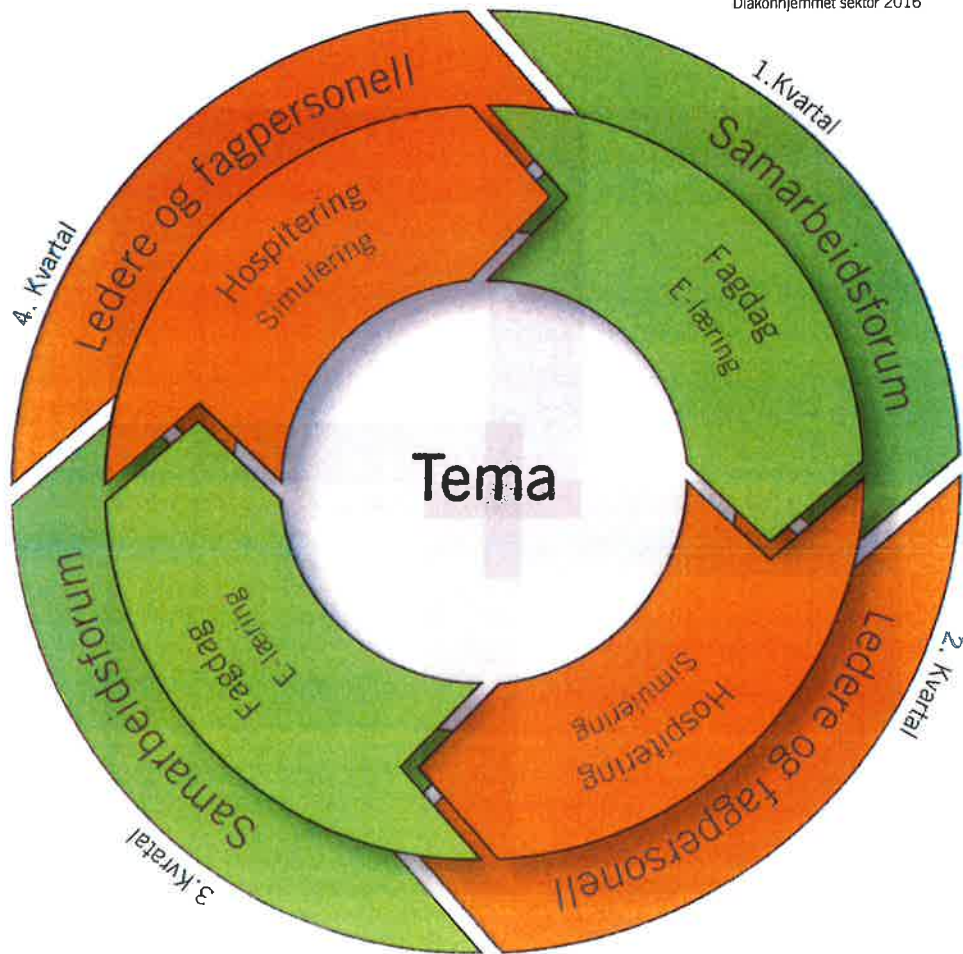 Diakonhjemmet sektor 2016
1.Kvartal
Samarbeidsforum
Fagdag
E-læring
2. Kvartal
Ledere og fagpersonell
Hospitering
Simulering
3.Kvratal
Samarbeidsforum
Fagdag
E-læring
4. Kvartal
Ledere og fagpersonell
Hospitering
Simulering
Tema